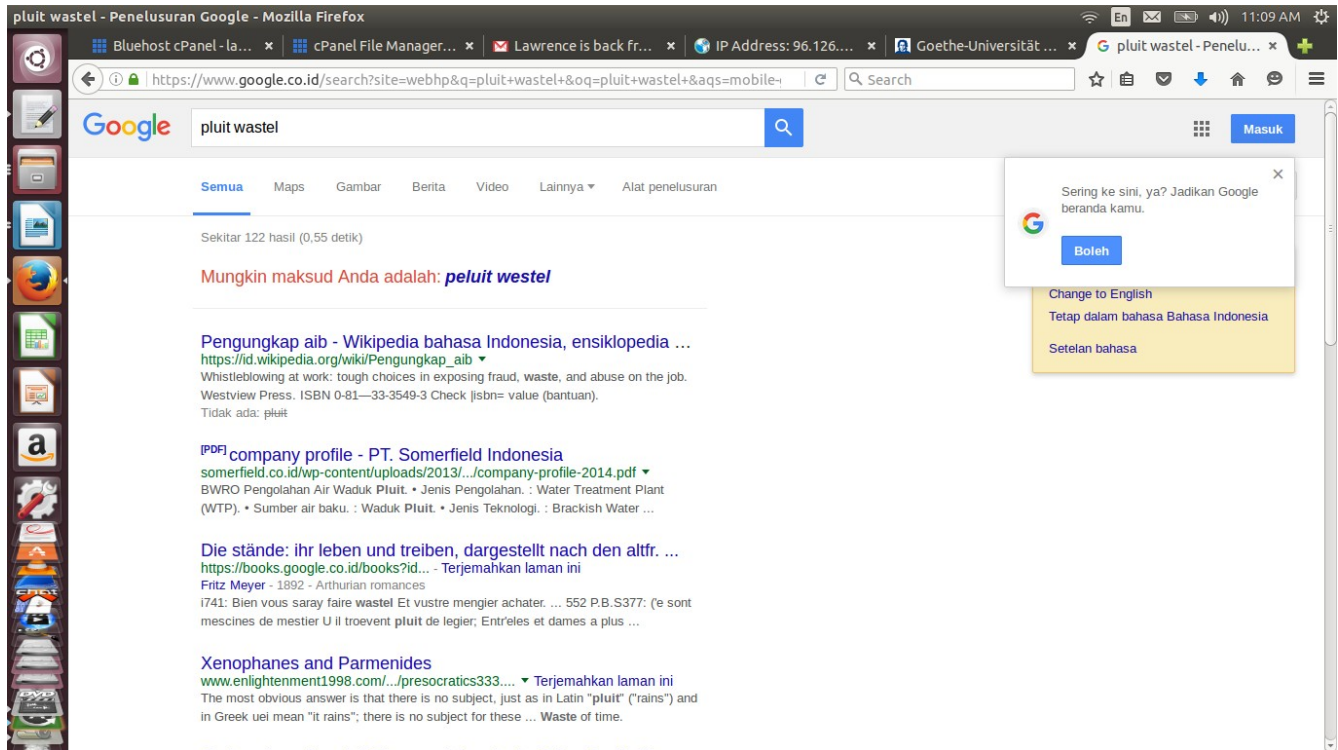 pluit wastel - Penelusuran Google - Mozilla Firefox
En
11:09 AM
Bluehost cPanel - la...
cPanel File Manager...
Lawrence is back fr...
IP Address: 96.126....
Goethe-Universität ...
pluit wastel - Penelu...
https://www.google.co.id/search?site=webhp&q=pluit+wastel+&oq=pluit+wastel+&aqs=mobile-
Search
Google
pluit wastel
Masuk
Semua Maps Gambar Berita Video Lainnya Alat penelusuran
Sering ke sini, ya? Jadikan Google
beranda kamu.
Boleh
Change to English
Tetap dalam bahasa Bahasa Indonesia
Setelan bahasa
Sekitar 122 hasil (0,55 detik)
Mungkin maksud Anda adalah: peluit westel
Pengungkap aib - Wikipedia bahasa Indonesia, ensiklopedia ...
https://id.wikipedia.org/wiki/Pengungkap_aib
Whistleblowing at work: tough choices in exposing fraud, waste, and abuse on the job.
Westview Press. ISBN 0-81—33-3549-3 Check |isbn= value (bantuan).
Tidak ada: pluit
[PDF] company profile - PT. Somerfield Indonesia
somerfield.co.id/wp-content/uploads/2013/.../company-profile-2014.pdf
BWRO Pengolahan Air Waduk Pluit. • Jenis Pengolahan. : Water Treatment Plant
(WTP). • Sumber air baku. : Waduk Pluit. • Jenis Teknologi. : Brackish Water ...
Die stände: ihr leben und treiben, dargestellt nach den altfr. ...
https://books.google.co.id/books?id... - Terjemahkan laman ini
Fritz Meyer - 1892 - Arthurian romances
i741: Bien vous saray faire wastel Et vustre mengier achater. ... 552 P.B.S377: ('e sont
mescines de mestier U il troevent pluit de legier; Entr'eles et dames a plus ...
Xenophanes and Parmenides
www.enlightenment1998.com/.../presocratics333.... Terjemahkan laman ini
The most obvious answer is that there is no subject, just as in Latin "pluit" ("rains") and
in Greek uei mean "it rains"; there is no subject for these ... Waste of time.